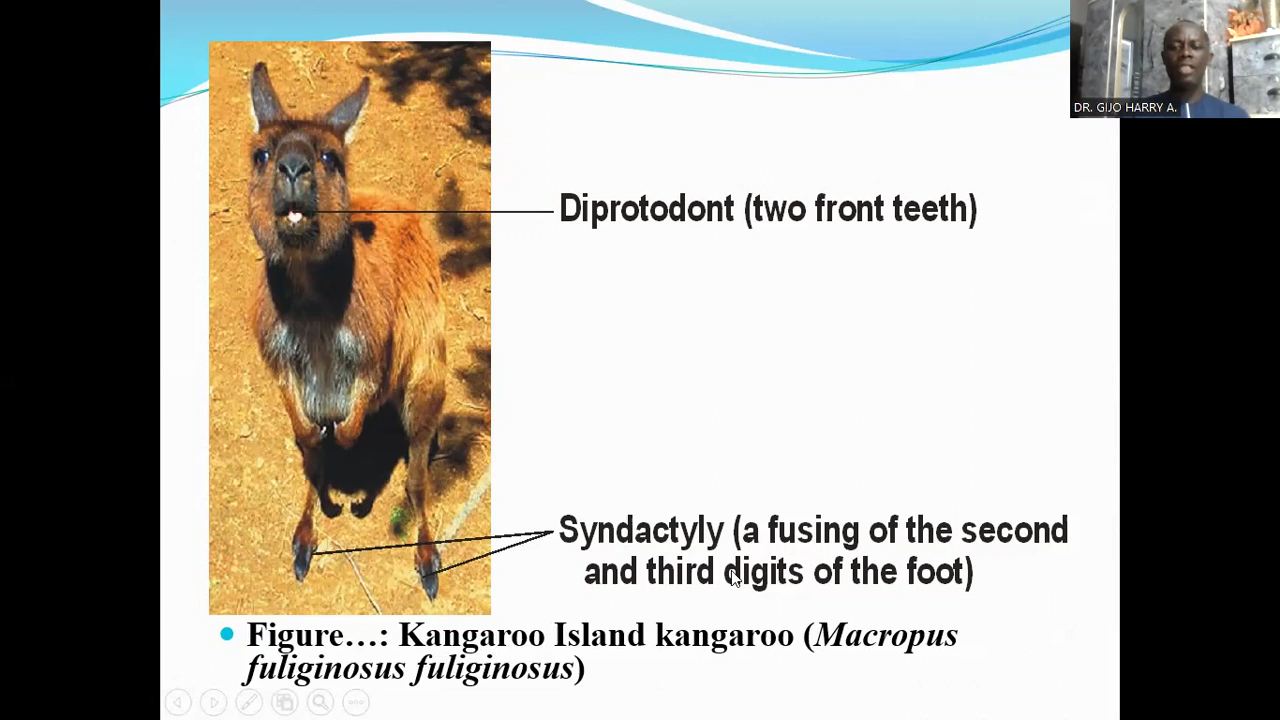 DR. GIJO HARRY A.
Diprotodont (two front teeth)
Syndactyly (a fusing of the second
and third digits of the foot)
Figure…: Kangaroo Island kangaroo (Macropus
fuliginosus fuliginosus)